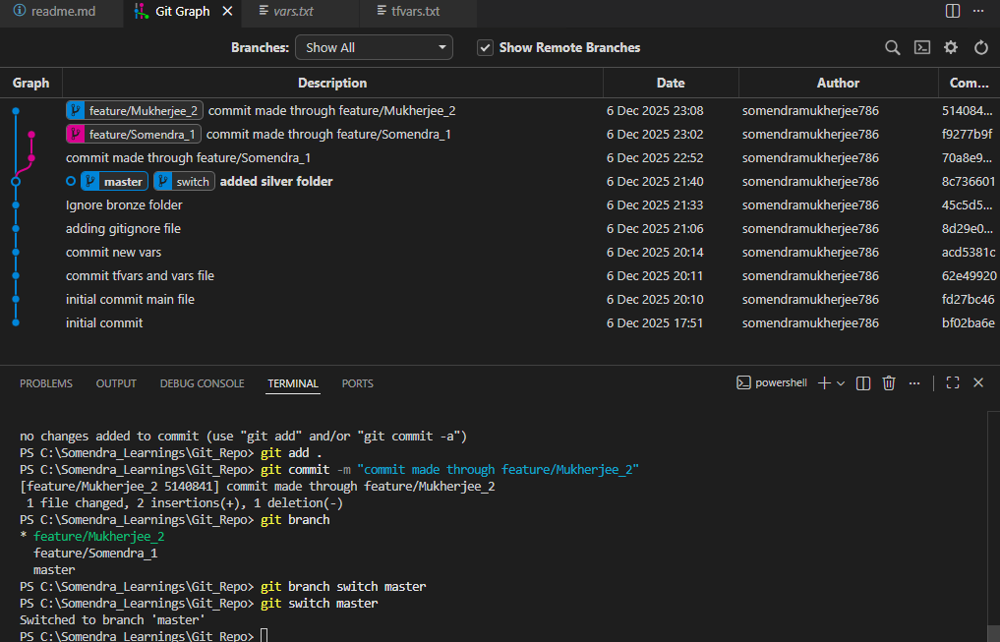 readme.md Git Graph vars.txt tfvars.txt
Branches: Show All Show Remote Branches
Graph Description Date Author Com...
feature/Mukherjee_2 commit made through feature/Mukherjee_2 6 Dec 2025 23:08 somendramukherjee786 514084...
feature/Somendra_1 commit made through feature/Somendra_1 6 Dec 2025 23:02 somendramukherjee786 f9277b9f
commit made through feature/Somendra_1 6 Dec 2025 22:52 somendramukherjee786 70a8e9...
master switch added silver folder 6 Dec 2025 21:40 somendramukherjee786 8c736601
Ignore bronze folder 6 Dec 2025 21:33 somendramukherjee786 45c5d5...
adding gitignore file 6 Dec 2025 21:06 somendramukherjee786 8d29e0...
commit new vars 6 Dec 2025 20:14 somendramukherjee786 acd5381c
commit tfvars and vars file 6 Dec 2025 20:11 somendramukherjee786 62e49920
initial commit main file 6 Dec 2025 20:10 somendramukherjee786 fd27bc46
initial commit 6 Dec 2025 17:51 somendramukherjee786 bf02ba6e
PROBLEMS OUTPUT DEBUG CONSOLE TERMINAL PORTS powershell
no changes added to commit (use "git add" and/or "git commit -a")
PS C:\Somendra_Learnings\Git_Repo> git add .
PS C:\Somendra_Learnings\Git_Repo> git commit -m "commit made through feature/Mukherjee_2"
[feature/Mukherjee_2 5140841] commit made through feature/Mukherjee_2
1 file changed, 2 insertions(+), 1 deletion(-)
PS C:\Somendra_Learnings\Git_Repo> git branch
* feature/Mukherjee_2
feature/Somendra_1
master
PS C:\Somendra_Learnings\Git_Repo> git branch switch master
PS C:\Somendra_Learnings\Git_Repo> git switch master
Switched to branch 'master'
PS C:\Somendra_Learnings\Git_Repo>